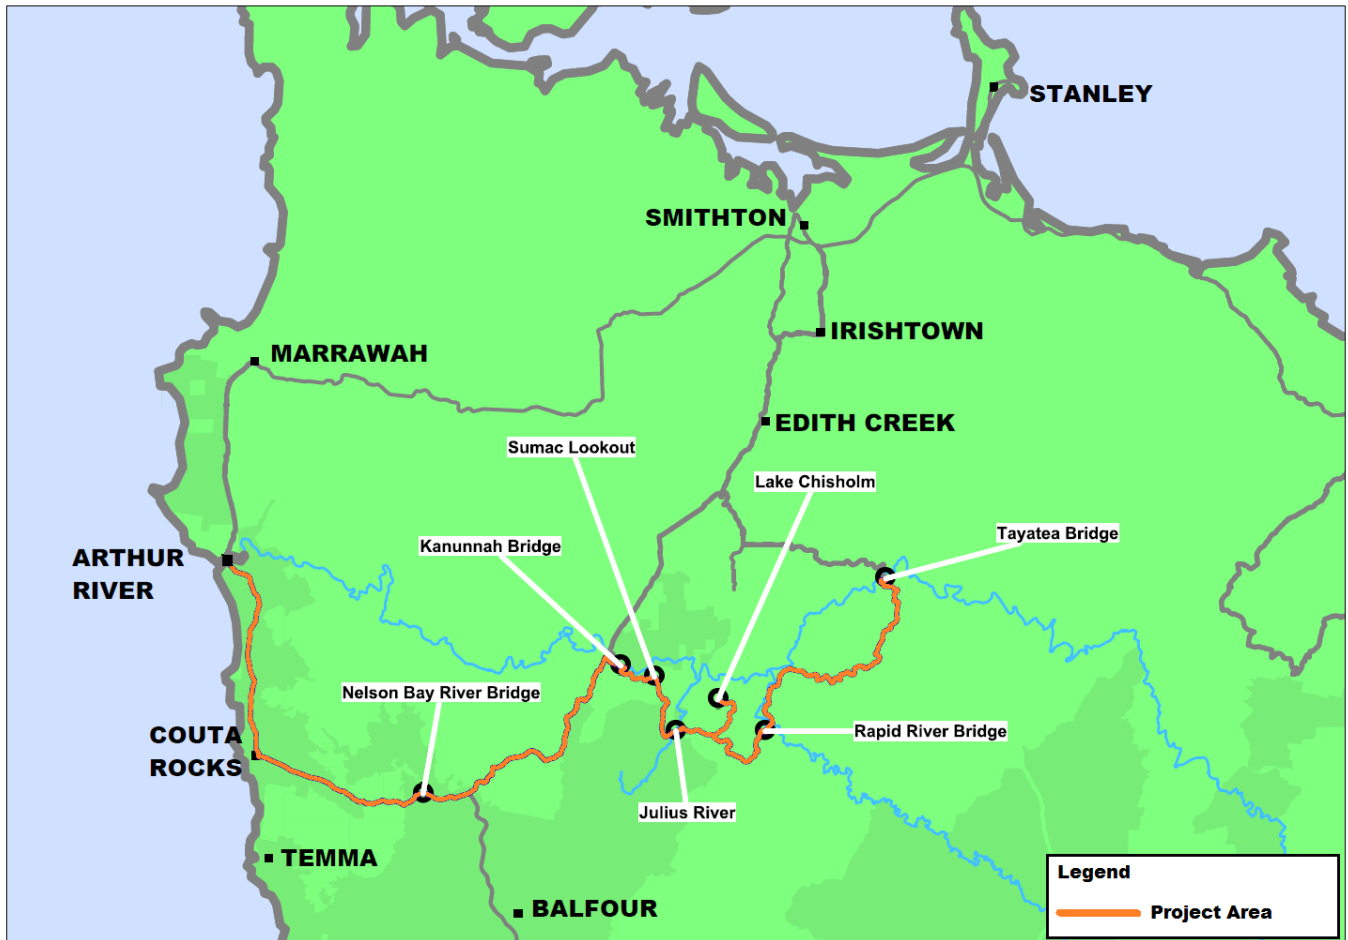 STANLEY
SMITHTON
IRISHTOWN
MARRAWAH
EDITH CREEK
Sumac Lookout
Lake Chisholm
Tayatea Bridge
Kanunnah Bridge
ARTHUR
RIVER
Nelson Bay River Bridge
COUTA
ROCKS
Rapid River Bridge
Julius River
TEMMA
BALFOUR
Legend
Project Area